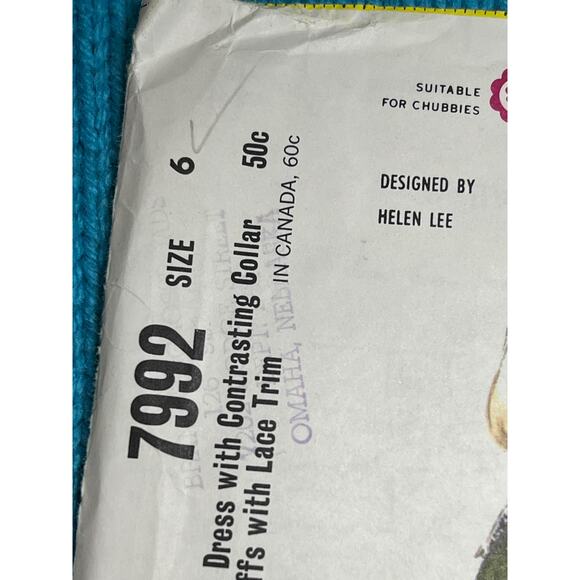 SUITABLE
FOR CHUBBIES
DESIGNED BY
HELEN LEE
7992 SIZE 6
Dress with Contrasting Collar 50c
ffs with Lace Trim IN CANADA, 60c
OMAHA, NEBRASKA